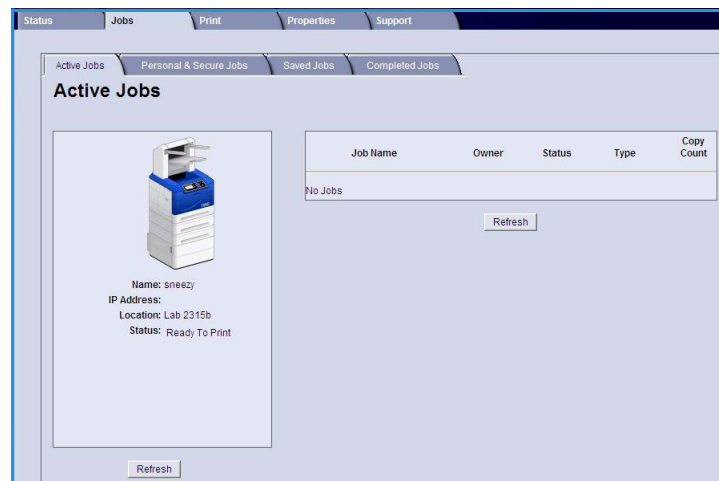 Status Jobs Print Properties Support
Active Jobs Personal & Secure Jobs Saved Jobs Completed Jobs
Active Jobs
Name: sneezy
IP Address:
Location: Lab 2315b
Status: Ready To Print
Refresh
Job Name Owner Status Type Copy Count
No Jobs
Refresh